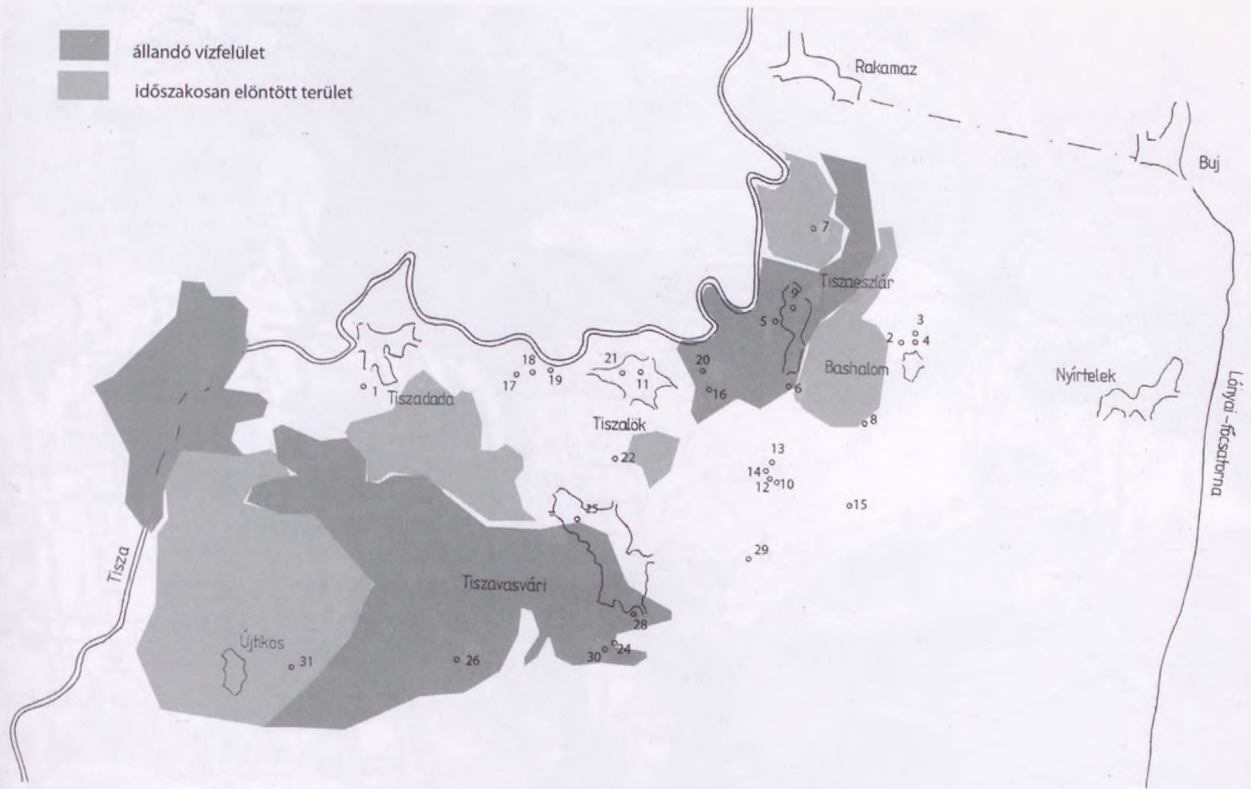 állandó vízfelület
időszakosan elöntött terület
Rakamaz
Buj
7
Tiszaeszlár
9
5
3
2
4
18
17
19
21
11
20
16
6
Bashalom
Nyírtelek
1
Tiszadada
Tiszalök
8
22
13
14
12
10
15
25
29
Tisza
Tiszavasvári
28
Újtikos
31
26
24
30
Lónyai-főcsatorna